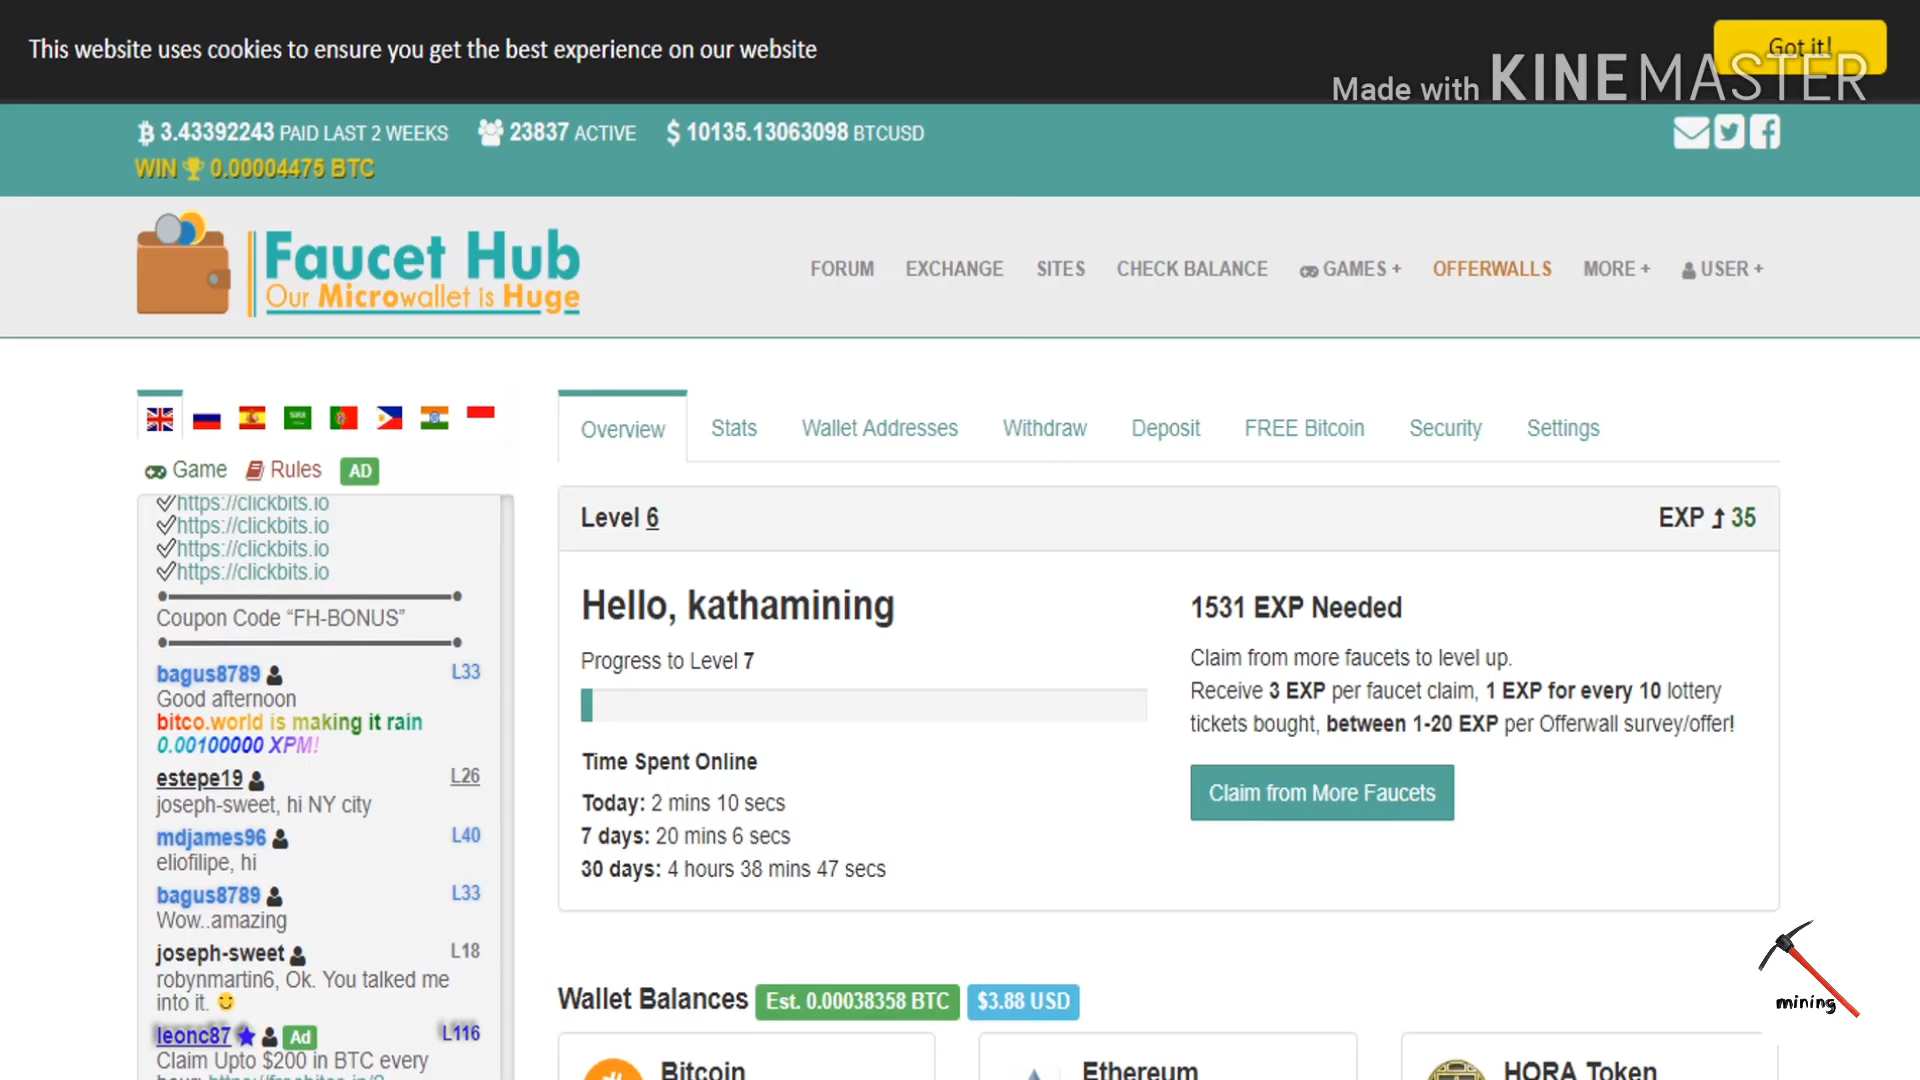 This website uses cookies to ensure you get the best experience on our website
Got it!
Made with KINEMASTER
3.43392243 PAID LAST 2 WEEKS 23837 ACTIVE $ 10135.13063098 BTCUSD
WIN 0.00004475 BTC
Faucet Hub
Our Microwallet is Huge
FORUM EXCHANGE SITES CHECK BALANCE GAMES + OFFERWALLS MORE + USER +
Game Rules AD
https://clickbits.io
https://clickbits.io
https://clickbits.io
https://clickbits.io
Coupon Code “FH-BONUS”
bagus8789 L33
Good afternoon
bitco.world is making it rain
0.00100000 XPM!
estepe19 L26
joseph-sweet, hi NY city
mdjames96 L40
eliofilipe, hi
bagus8789 L33
Wow..amazing
joseph-sweet L18
robynmartin6, Ok. You talked me
into it.
leonc87 Ad L116
Claim Upto $200 in BTC every
Overview Stats Wallet Addresses Withdraw Deposit FREE Bitcoin Security Settings
Level 6 EXP 35
Hello, kathamining
Progress to Level 7
Time Spent Online
Today: 2 mins 10 secs
7 days: 20 mins 6 secs
30 days: 4 hours 38 mins 47 secs
1531 EXP Needed
Claim from more faucets to level up.
Receive 3 EXP per faucet claim, 1 EXP for every 10 lottery
tickets bought, between 1-20 EXP per Offerwall survey/offer!
Claim from More Faucets
Wallet Balances Est. 0.00038358 BTC $3.88 USD
Bitcoin Ethereum HORA Token
mining